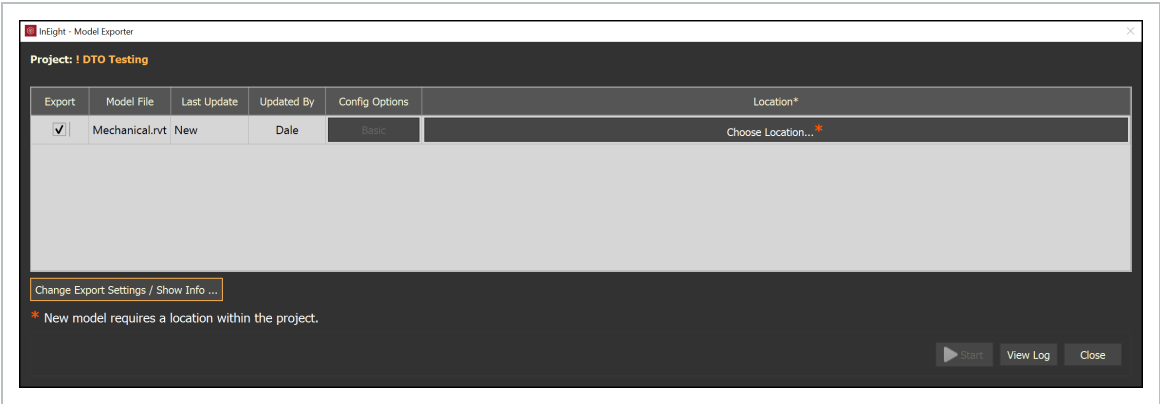 InEight - Model Exporter
Project: ! DTO Testing
Export Model File Last Update Updated By Config Options Location*
Mechanical.rvt New Dale Basic Choose Location...*
Change Export Settings / Show Info ...
* New model requires a location within the project.
Start View Log Close